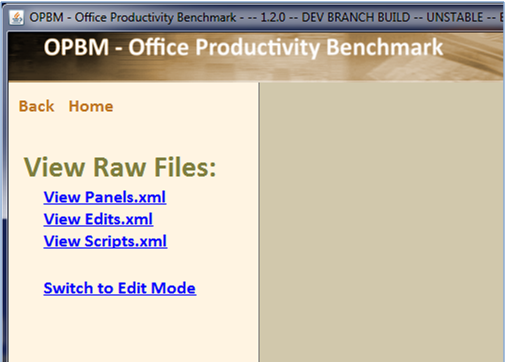 OPBM - Office Productivity Benchmark - -- 1.2.0 -- DEV BRANCH BUILD -- UNSTABLE --
OPBM - Office Productivity Benchmark
Back Home
View Raw Files:
View Panels.xml
View Edits.xml
View Scripts.xml
Switch to Edit Mode